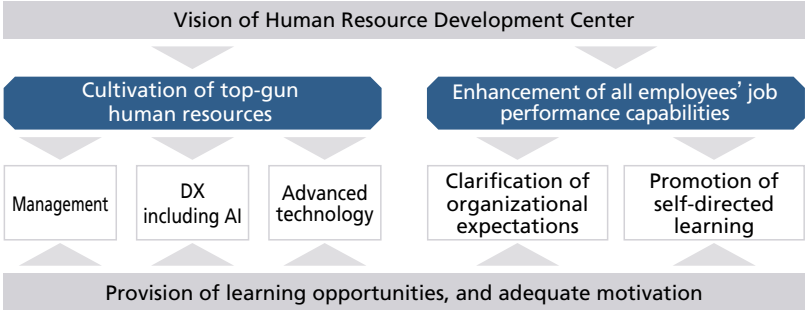 Vision of Human Resource Development Center
Cultivation of top-gun
human resources
Enhancement of all employees’ job
performance capabilities
Management
DX
including AI
Advanced
technology
Clarification of
organizational
expectations
Promotion of
self-directed
learning
Provision of learning opportunities, and adequate motivation